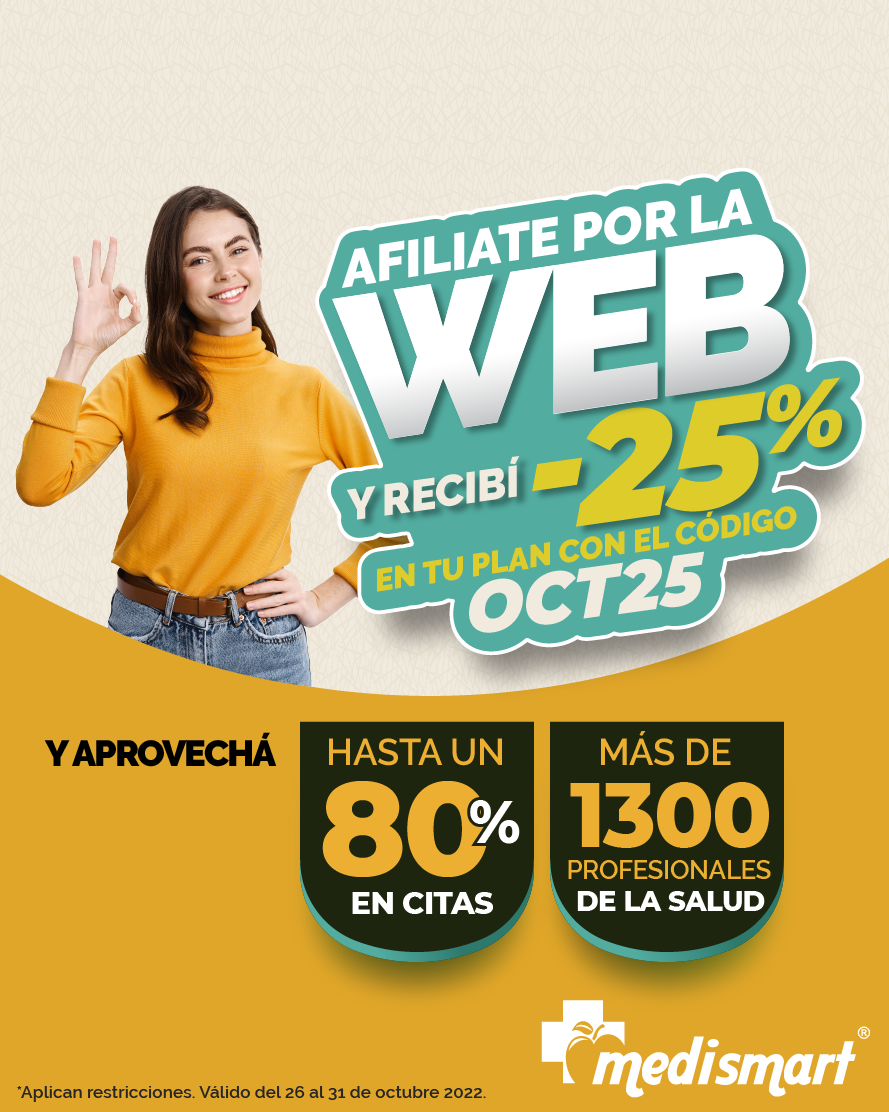 AFILIATE POR LA
WEB
Y RECIBÍ -25%
EN TU PLAN CON EL CÓDIGO
OCT25
Y APROVECHÁ
HASTA UN
80%
EN CITAS
MÁS DE
1300
PROFESIONALES
DE LA SALUD
medismart®
*Aplican restricciones. Válido del 26 al 31 de octubre 2022.